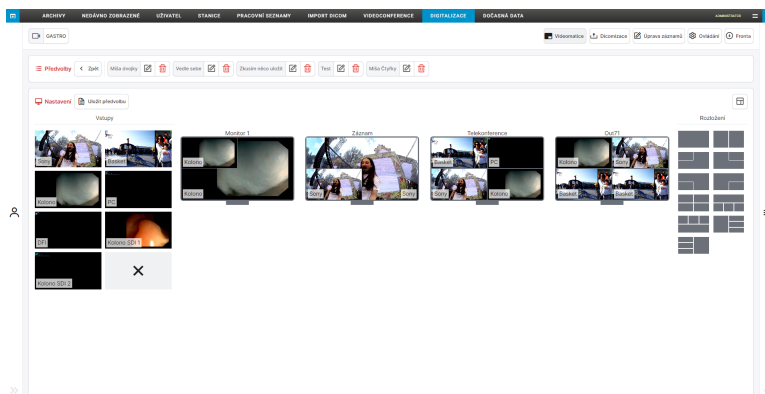 ARCHIVY NEDÁVNO ZOBRAZENÉ UŽIVATEL STANICE PRACOVNÍ SEZNAMY IMPORT DICOM VIDEOCONFERENCE DIGITALIZACE DOČASNÁ DATA ADMINISTRATOR
GASTRO Videomatice Dicomizace Úprava záznamů Ovládání Fronta
Předvolby Zpět Míša dvojky Vedle sebe Zkusím něco uložit Test Míša Čtyřky
Nastavení Uložit předvolbu
Vstupy Monitor 1 Záznam Telekonference Out71 Rozložení
Sony Basket Kolono Basket PC Kolono Sony
Kolono PC Kolono Sony Sony Sony Kolono Basket Basket
DFI Kolono SDI 1
Kolono SDI 2